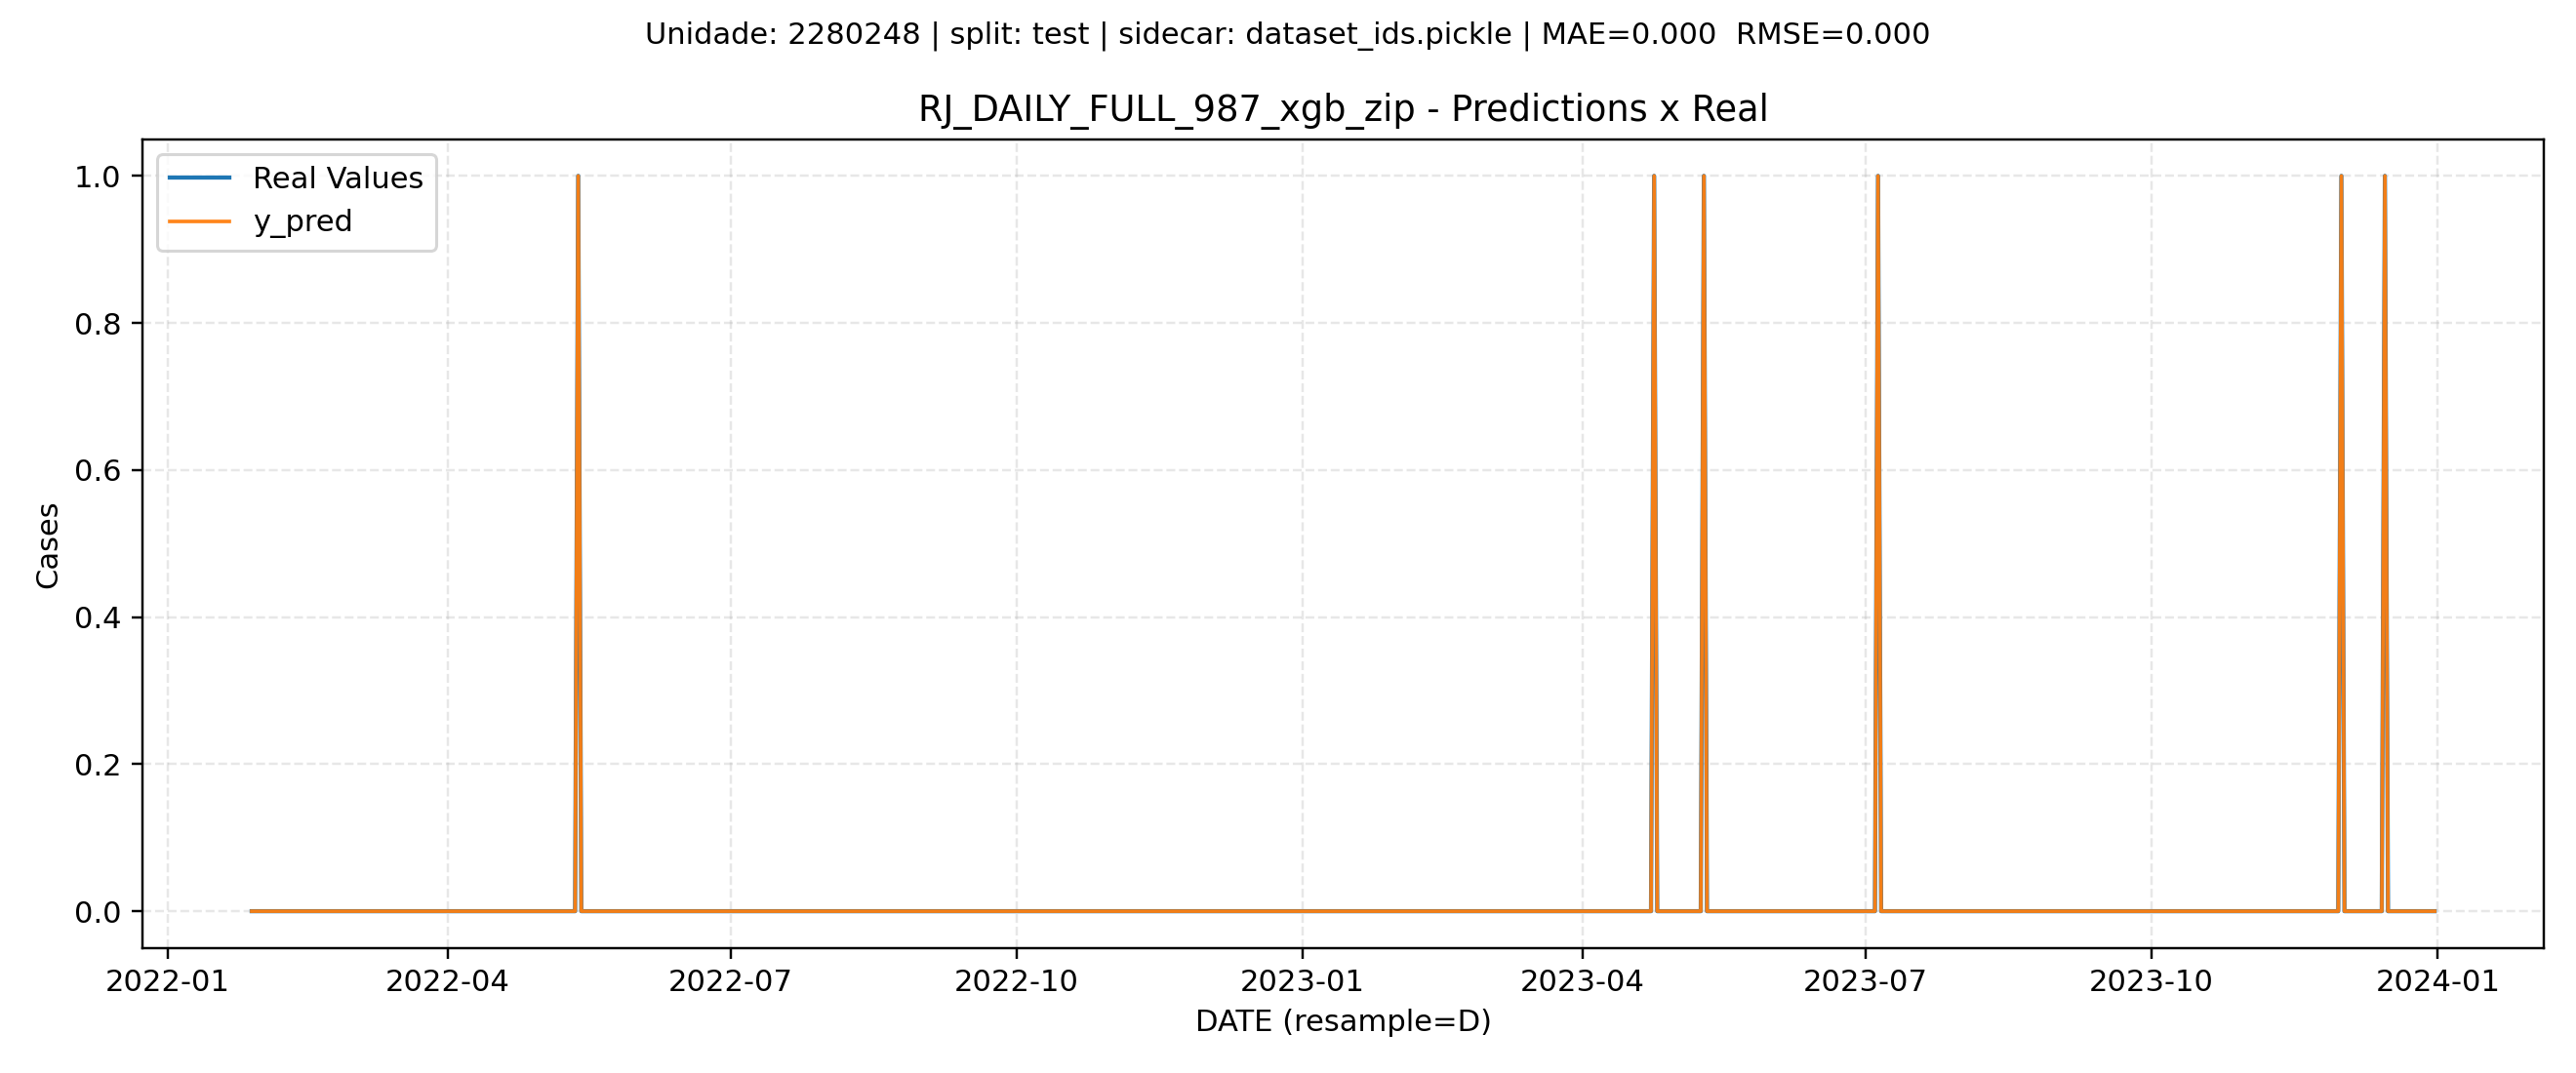 Unidade: 2280248 | split: test | sidecar: dataset_ids.pickle | MAE=0.000  RMSE=0.000
RJ_DAILY_FULL_987_xgb_zip - Predictions x Real
Real Values
y_pred
1.0
0.8
0.6
0.4
0.2
0.0
Cases
2022-01 2022-04 2022-07 2022-10 2023-01 2023-04 2023-07 2023-10 2024-01
DATE (resample=D)